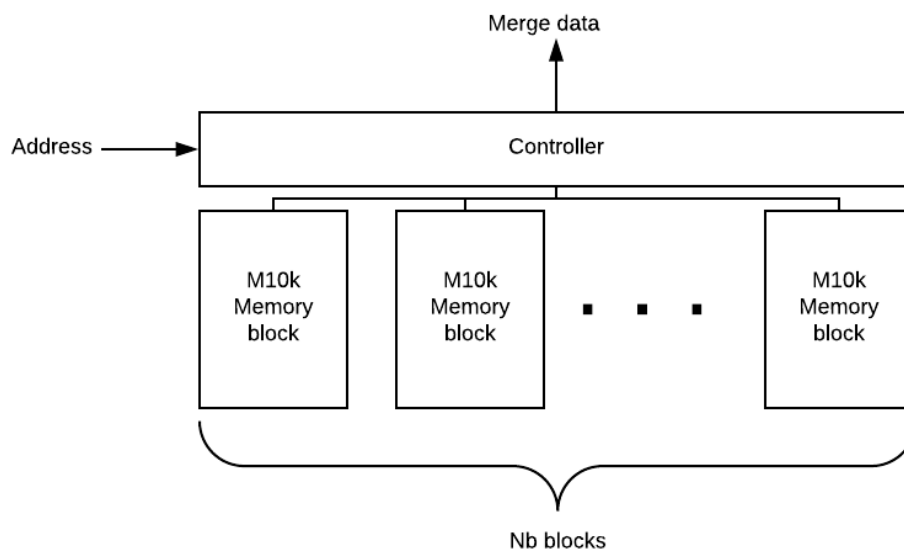 Merge data
Address
Controller
M10k
Memory
block
M10k
Memory
block
M10k
Memory
block
Nb blocks